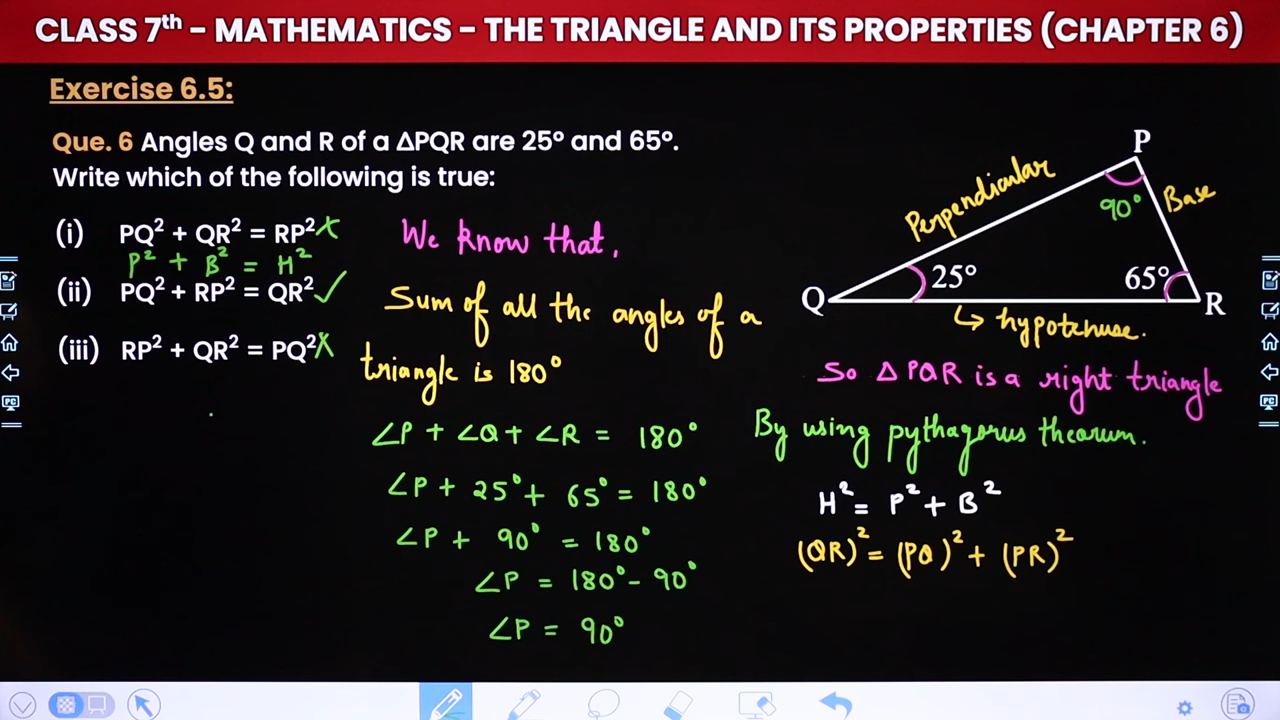 CLASS 7th – MATHEMATICS – THE TRIANGLE AND ITS PROPERTIES (CHAPTER 6)
Exercise 6.5:
Que. 6 Angles Q and R of a ΔPQR are 25° and 65°.
Write which of the following is true:
(i) PQ² + QR² = RP² ✗
P² + B² = H²
(ii) PQ² + RP² = QR² ✓
(iii) RP² + QR² = PQ² ✗
We know that,
Sum of all the angles of a
triangle is 180°
∠P + ∠Q + ∠R = 180°
∠P + 25° + 65° = 180°
∠P + 90° = 180°
∠P = 180° - 90°
∠P = 90°
P
Perpendicular
Base
90°
25°
65°
Q
R
↳ hypotenuse.
So Δ PQR is a right triangle
By using pythagorus theorum.
H² = P² + B²
(QR)² = (PQ)² + (PR)²
PC
PC